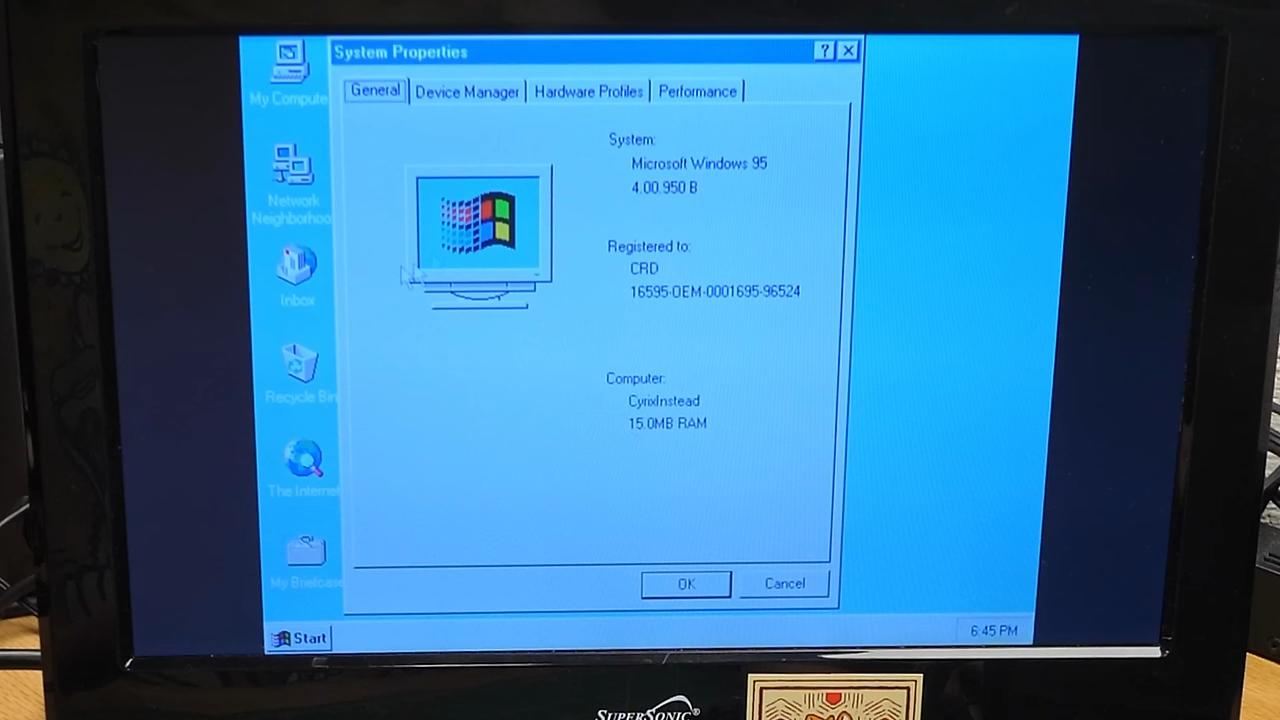 System Properties
? X
General
Device Manager
Hardware Profiles
Performance
System:
Microsoft Windows 95
4.00.950 B
Registered to:
CRD
16595-OEM-0001695-96524
Computer:
CyrixInstead
15.0MB RAM
OK
Cancel
My Compute
Network
Neighborhoo
Inbox
Recycle Bin
The Internet
My Briefcase
Start
6:45 PM
SUPERSONIC®